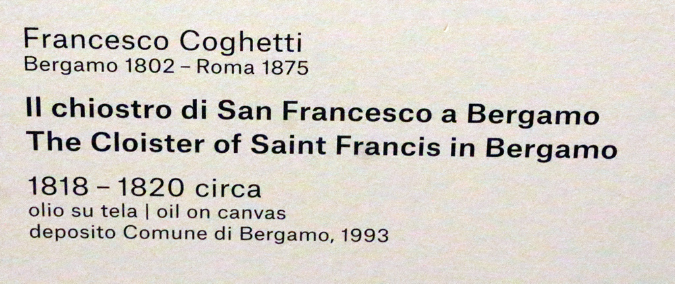 Francesco Coghetti
Bergamo 1802 – Roma 1875
Il chiostro di San Francesco a Bergamo
The Cloister of Saint Francis in Bergamo
1818 – 1820 circa
olio su tela | oil on canvas
deposito Comune di Bergamo, 1993